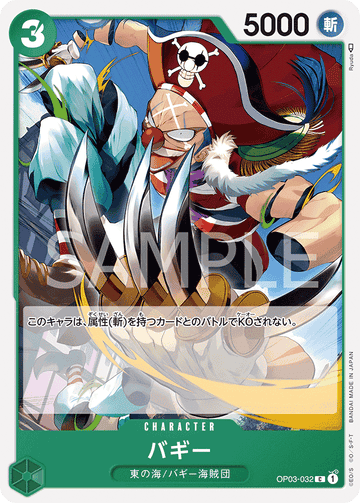 3
5000
斬
Ryuda
SAMPLE
このキャラは、属性(斬)を持つカードとのバトルでKOされない。
CHARACTER
バギー
東の海/バギー海賊団
OP03-032 C 1
©E.O/S ©O./S・F・T BANDAI MADE IN JAPAN